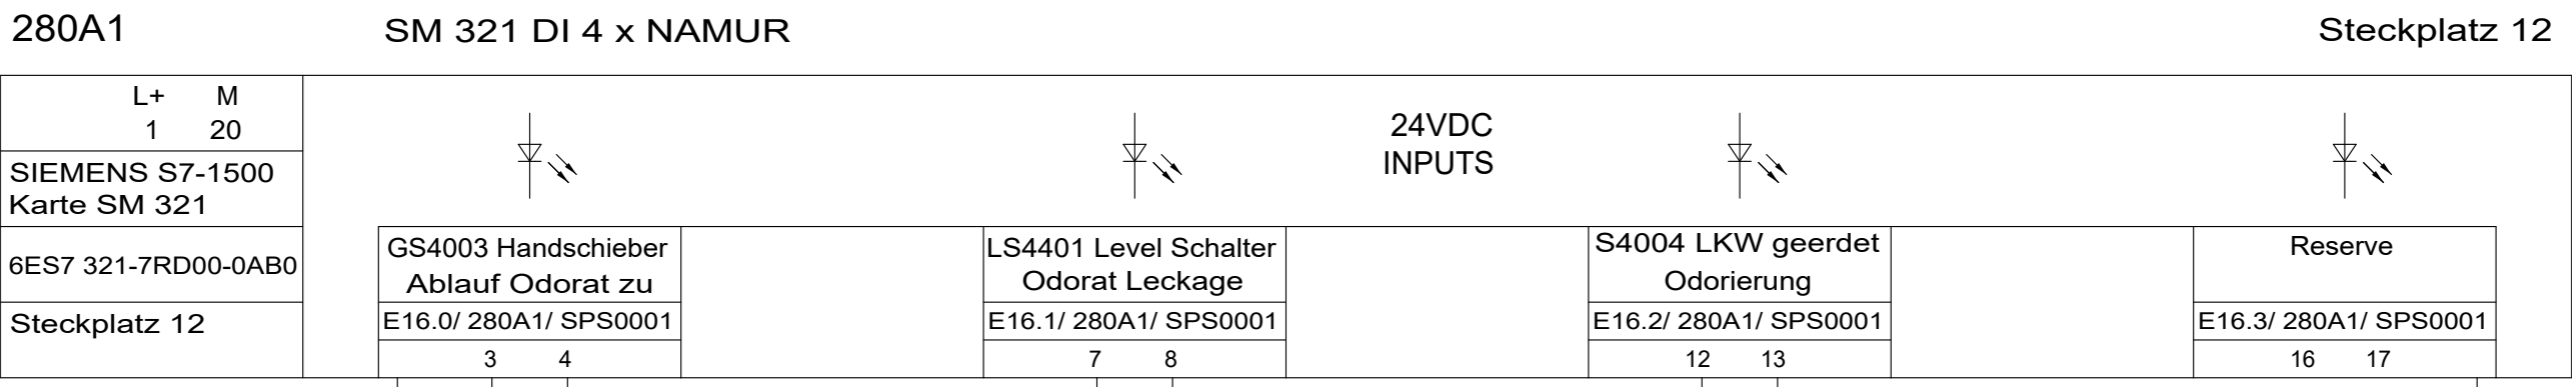 280A1 SM 321 DI 4 x NAMUR Steckplatz 12
L+ M
1 20
SIEMENS S7-1500
Karte SM 321
6ES7 321-7RD00-0AB0
Steckplatz 12
24VDC
INPUTS
GS4003 Handschieber
Ablauf Odorat zu
E16.0/ 280A1/ SPS0001
3 4
LS4401 Level Schalter
Odorat Leckage
E16.1/ 280A1/ SPS0001
7 8
S4004 LKW geerdet
Odorierung
E16.2/ 280A1/ SPS0001
12 13
Reserve
E16.3/ 280A1/ SPS0001
16 17